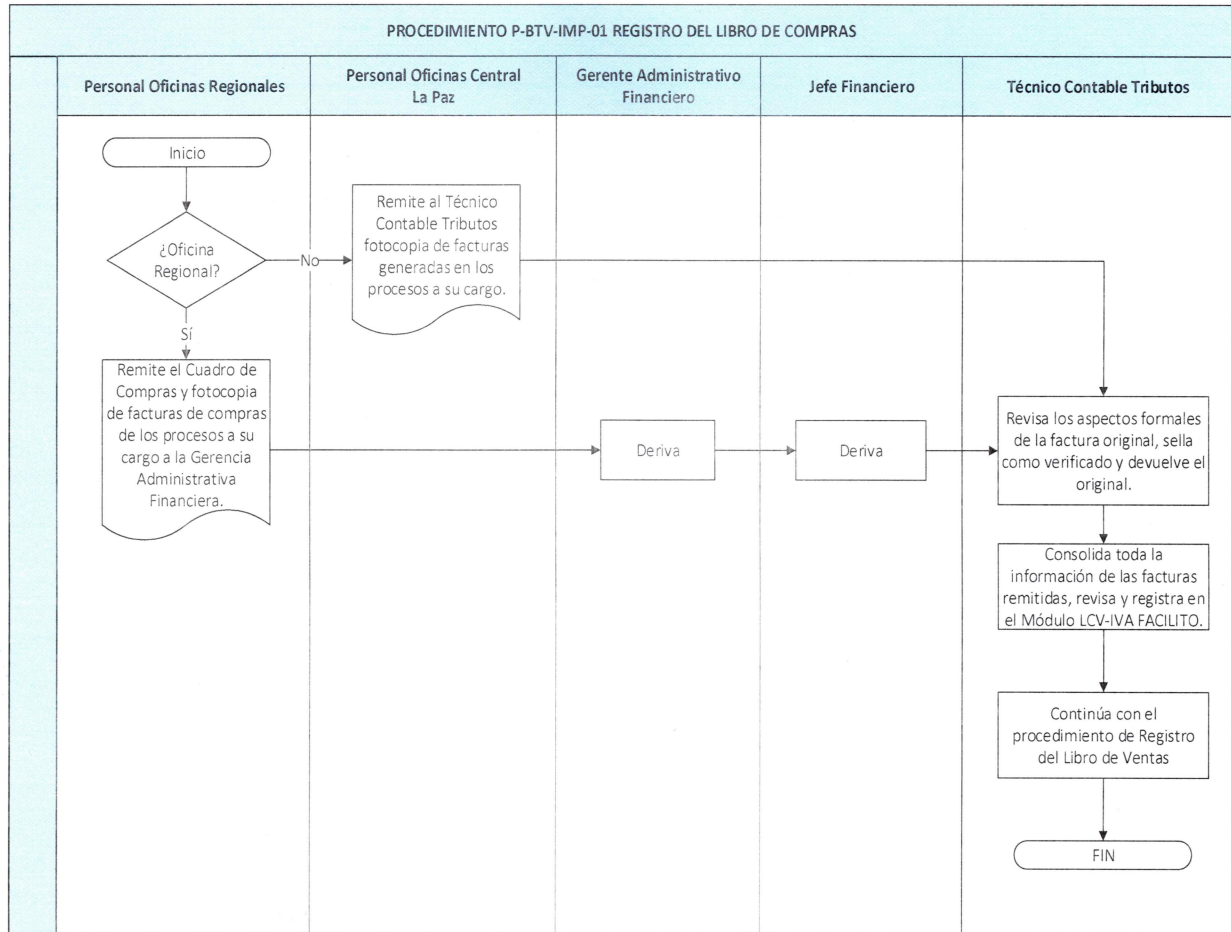 PROCEDIMIENTO P-BTV-IMP-01 REGISTRO DEL LIBRO DE COMPRAS
Personal Oficinas Regionales
Personal Oficinas Central
La Paz
Gerente Administrativo
Financiero
Jefe Financiero
Técnico Contable Tributos
Inicio
¿Oficina
Regional?
No
Sí
Remite al Técnico
Contable Tributos
fotocopia de facturas
generadas en los
procesos a su cargo.
Remite el Cuadro de
Compras y fotocopia
de facturas de compras
de los procesos a su
cargo a la Gerencia
Administrativa
Financiera.
Deriva
Deriva
Revisa los aspectos formales
de la factura original, sella
como verificado y devuelve el
original.
Consolida toda la
información de las facturas
remitidas, revisa y registra en
el Módulo LCV-IVA FACILITO.
Continúa con el
procedimiento de Registro
del Libro de Ventas
FIN